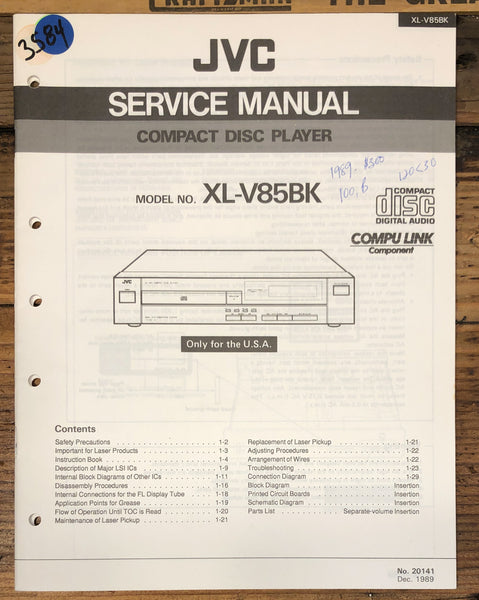 CRAFTSMAN THE GREA
XL-V85BK
3584
JVC
SERVICE MANUAL
COMPACT DISC PLAYER
1989. $300
100, B
120<30
MODEL NO. XL-V85BK
COMPACT
disc
DIGITAL AUDIO
COMPU LINK
Component
JVC
Only for the U.S.A.
Contents
Safety Precautions 1-2
Important for Laser Products 1-3
Instruction Book 1-4
Description of Major LSI ICs 1-9
Internal Block Diagrams of Other ICs 1-11
Disassembly Procedures 1-16
Internal Connections for the FL Display Tube 1-18
Application Points for Grease 1-19
Flow of Operation Until TOC is Read 1-20
Maintenance of Laser Pickup 1-21
Replacement of Laser Pickup 1-21
Adjusting Procedures 1-22
Arrangement of Wires 1-22
Troubleshooting 1-23
Connection Diagram 1-29
Block Diagram Insertion
Printed Circuit Boards Insertion
Schematic Diagram Insertion
Parts List Separate-volume Insertion
No. 20141
Dec. 1989